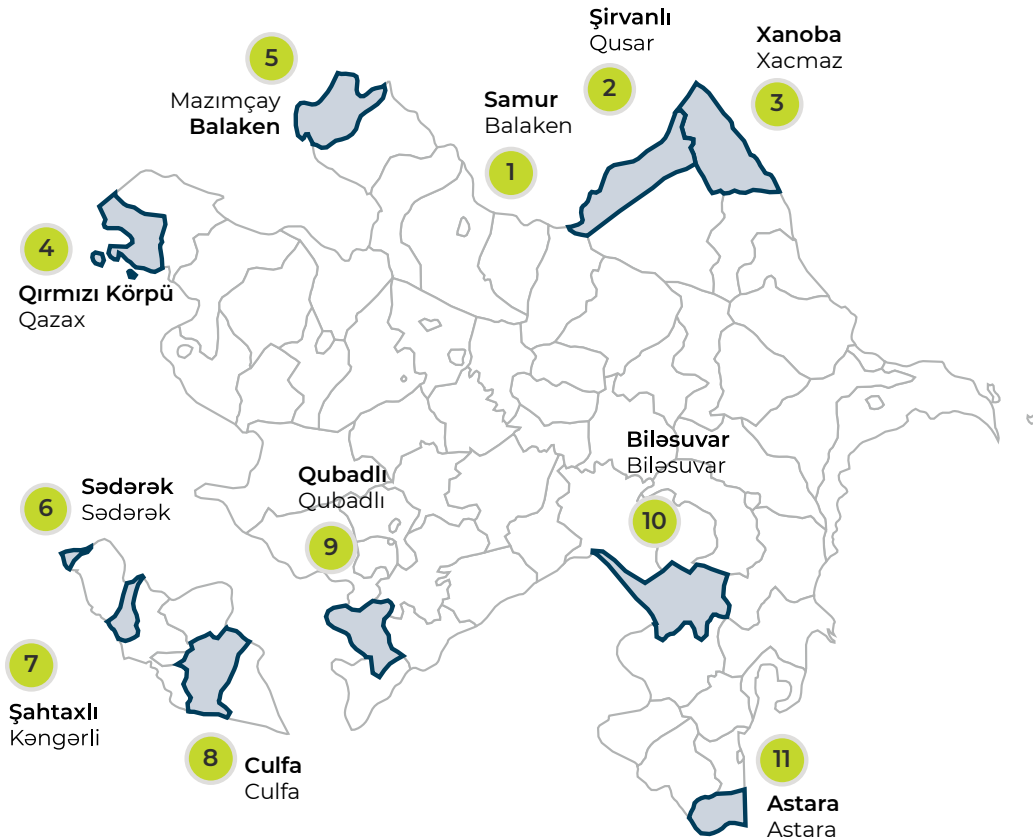 1
Samur
Balaken
2
Şirvanlı
Qusar
3
Xanoba
Xacmaz
4
Qırmızı Körpü
Qazax
5
Mazımçay
Balaken
6
Sədərək
Sədərək
7
Şahtaxlı
Kəngərli
8
Culfa
Culfa
9
Qubadlı
Qubadlı
10
Biləsuvar
Biləsuvar
11
Astara
Astara